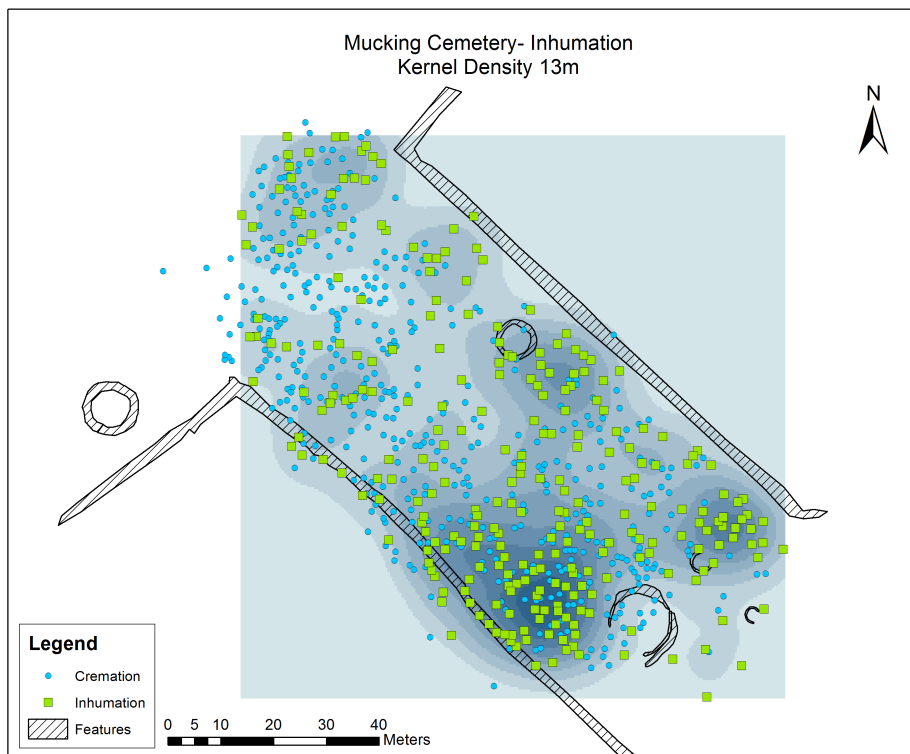 Mucking Cemetery- Inhumation
Kernel Density 13m
N
Legend
Cremation
Inhumation
Features
0 5 10 20 30 40
Meters